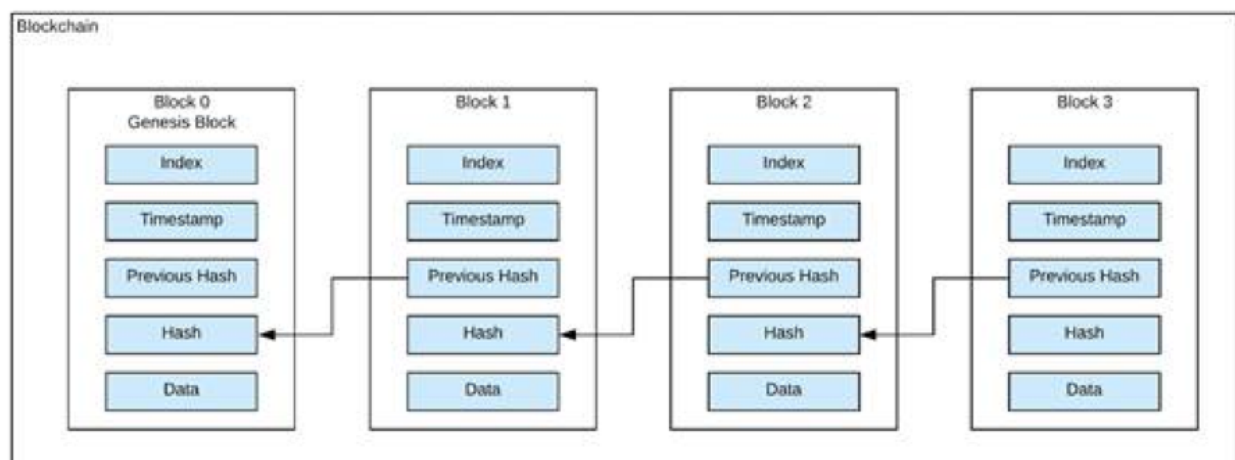 Blockchain
Block 0
Genesis Block
Index
Timestamp
Previous Hash
Hash
Data
Block 1
Index
Timestamp
Previous Hash
Hash
Data
Block 2
Index
Timestamp
Previous Hash
Hash
Data
Block 3
Index
Timestamp
Previous Hash
Hash
Data